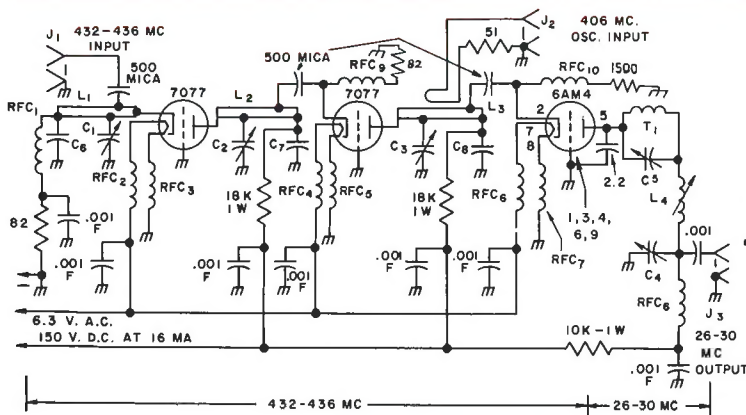 J1
432-436 MC
INPUT
J2
406 MC.
OSC. INPUT
51
500
MICA
500 MICA
RFC9
82
RFC10
1500
7077
L1
L2
7077
L3
6AM4
RFC1
C6
C1
C2
C7
C3
C8
2
7
8
5
T1
C5
2.2
L4
RFC2
RFC3
18K
1W
RFC4
RFC5
18K
1W
RFC6
RFC7
1,3,4,
6,9
82
.001
F
.001
F
.001
F
.001
F
.001
F
.001
F
C4
.001
J3
RFC6
6.3 V. A.C.
150 V. D.C. AT 16 MA
10K-1W
.001
F
26-30
MC
OUTPUT
432-436 MC
26-30 MC